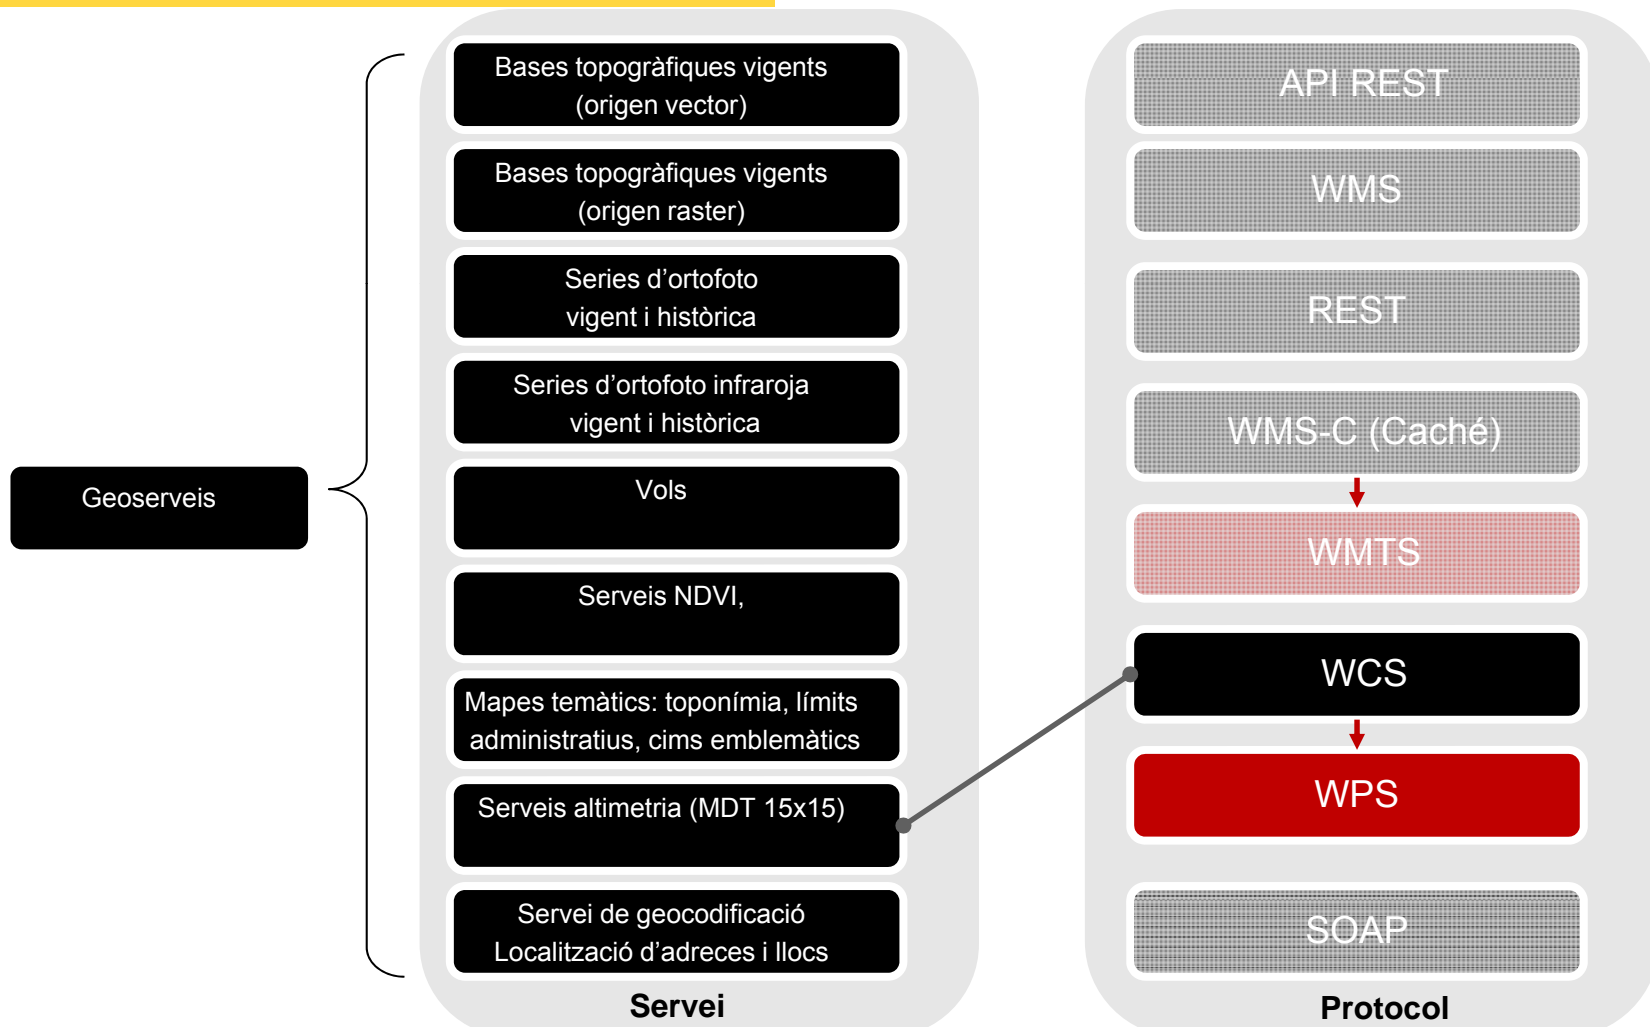 Geoserveis
Bases topogràfiques vigents
(origen vector)
Bases topogràfiques vigents
(origen raster)
Series d’ortofoto
vigent i històrica
Series d’ortofoto infraroja
vigent i històrica
Vols
Serveis NDVI,
Mapes temàtics: toponímia, límits
administratius, cims emblemàtics
Serveis altimetria (MDT 15x15)
Servei de geocodificació
Localització d’adreces i llocs
Servei
API REST
WMS
REST
WMS-C (Caché)
WMTS
WCS
WPS
SOAP
Protocol